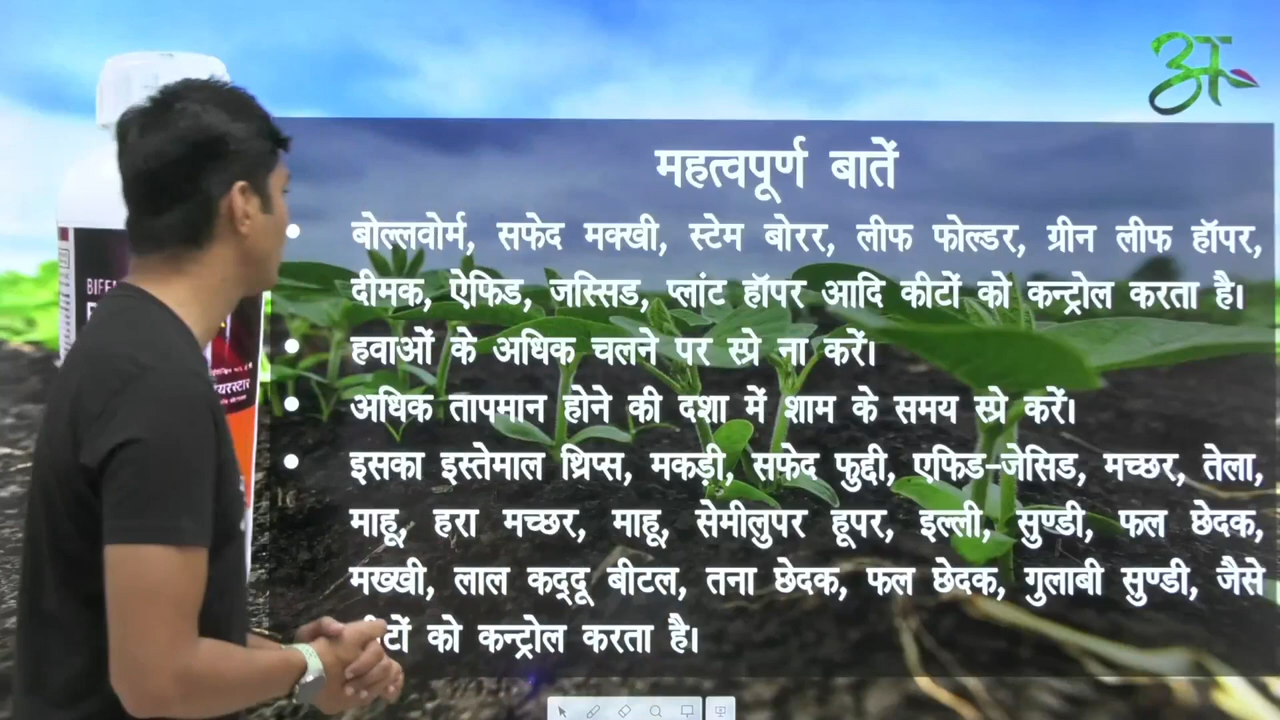 अ
महत्वपूर्ण बातें
बोल्लवोर्म, सफेद मक्खी, स्टेम बोरर, लीफ फोल्डर, ग्रीन लीफ हॉपर,
दीमक, ऐफिड, जस्सिड, प्लांट हॉपर आदि कीटों को कन्ट्रोल करता है।
हवाओं के अधिक चलने पर स्प्रे ना करें।
अधिक तापमान होने की दशा में शाम के समय स्प्रे करें।
इसका इस्तेमाल थ्रिप्स, मकड़ी, सफेद फुद्दी, एफिड-जेसिड, मच्छर, तेला,
माहू, हरा मच्छर, माहू, सेमीलुपर हूपर, इल्ली, सुण्डी, फल छेदक,
मख्खी, लाल कद्दू बीटल, तना छेदक, फल छेदक, गुलाबी सुण्डी, जैसे
को कन्ट्रोल करता है।